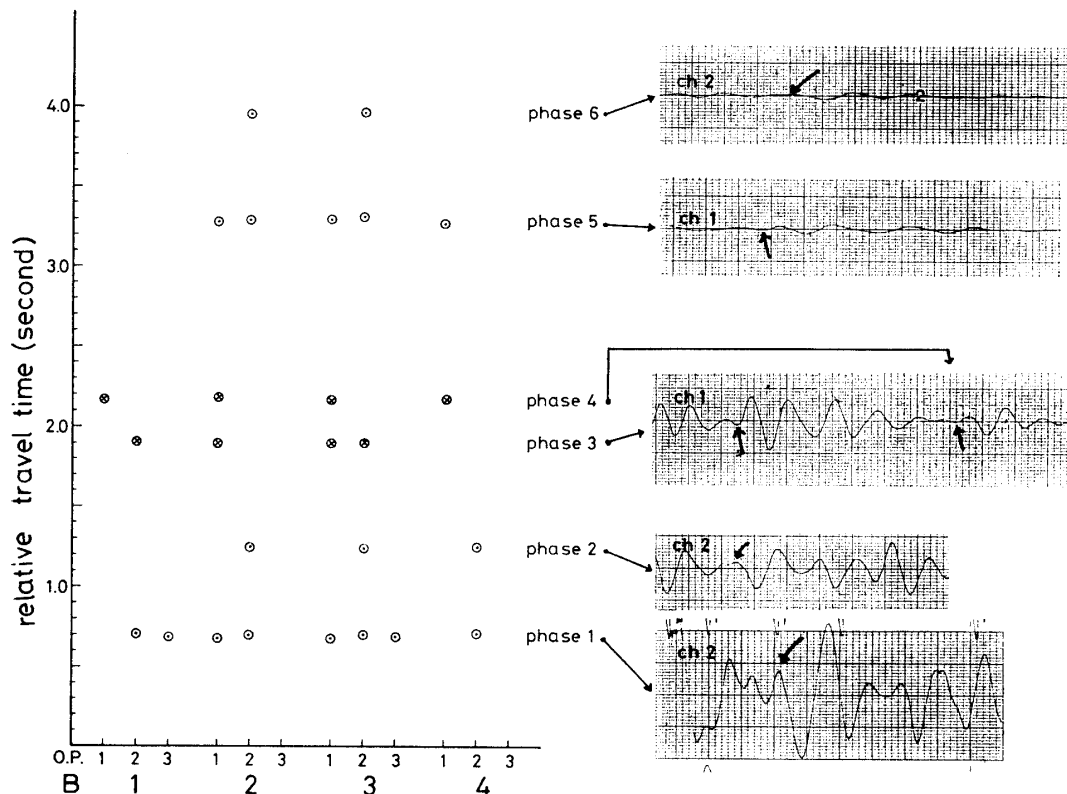 relative travel time (second)
4.0
3.0
2.0
1.0
O.P. 1 2 3 1 2 3 1 2 3 1 2 3
B 1 2 3 4
phase 6
ch 2
2
phase 5
ch 1
phase 4
phase 3
ch 1
phase 2
ch 2
phase 1
ch 2